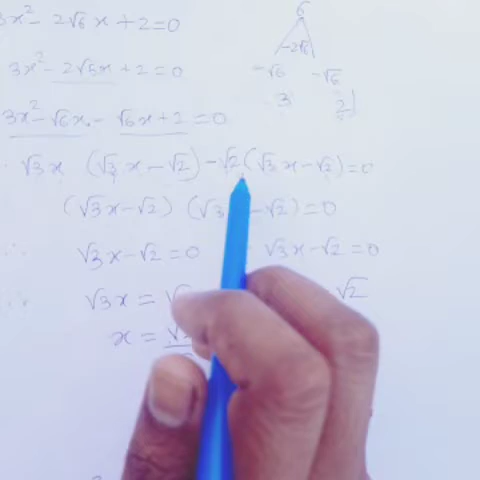 3x² - 2√6 x + 2 = 0
6
3x² - 2√6x + 2 = 0
-2√6
-√6 -√6
3 2
3x² - √6x - √6x + 2 = 0
√3x (√3x - √2) - √2(√3x - √2) = 0
(√3x - √2) (√3 - √2) = 0
∴ √3x - √2 = 0 √3x - √2 = 0
∴ √3x = √ √2
x = √